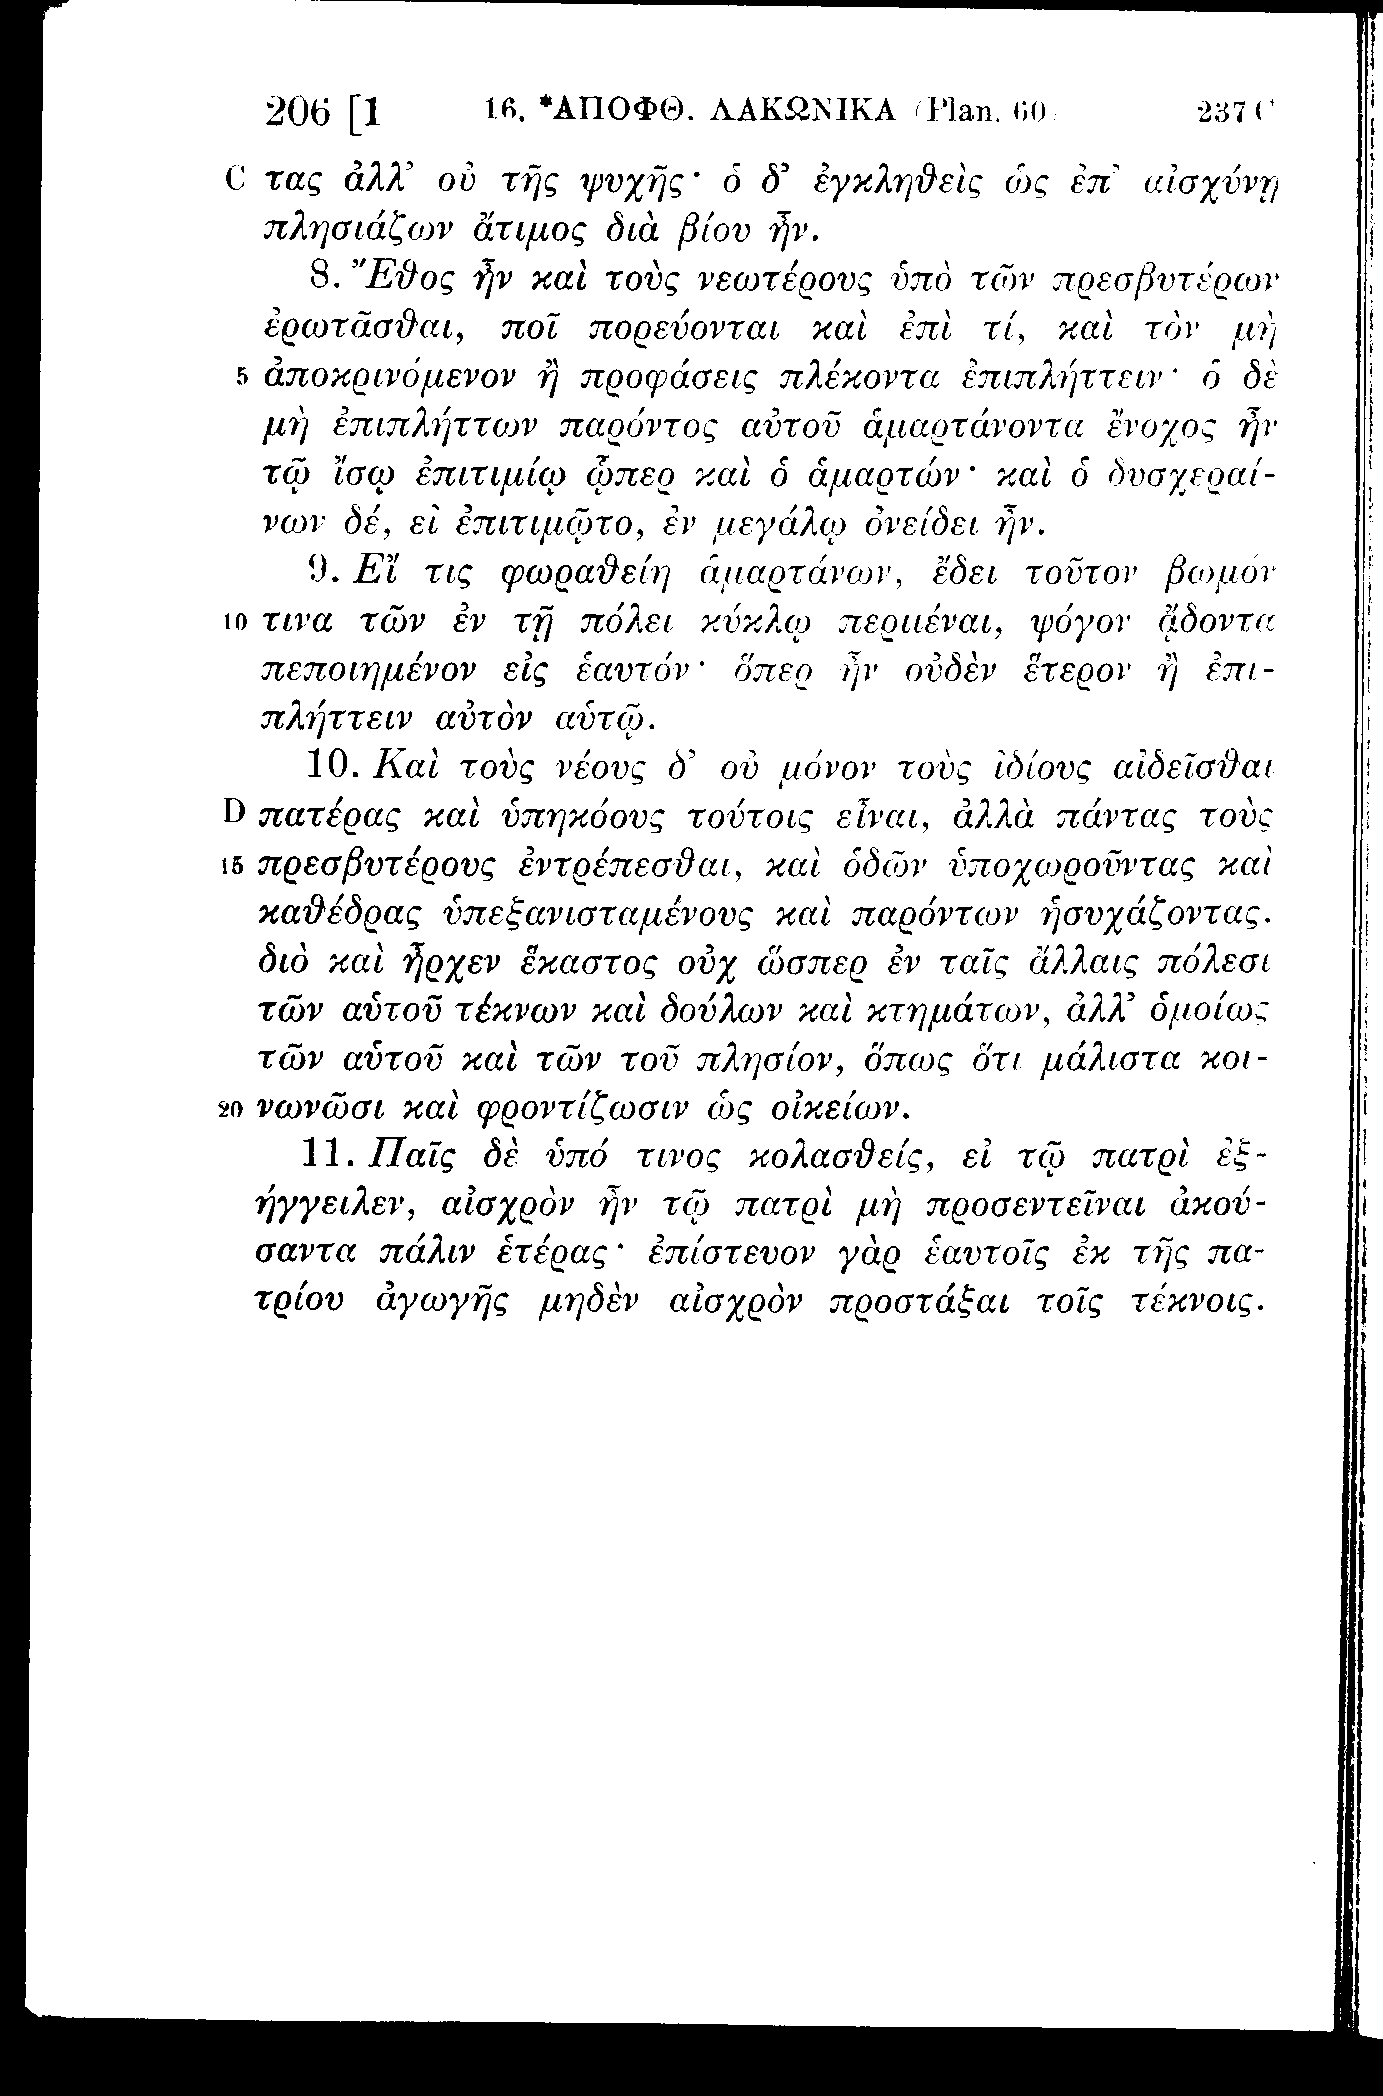 206 [1 16. *ΑΠΟΦΘ. ΛΑΚΩΝΙΚΑ (Plan. 60) 237 C
C τας ἀλλ’ οὐ τῆς ψυχῆς· ὁ δ’ ἐγκληθεὶς ὡς ἐπ’ αἰσχύνῃ
πλησιάζων ἄτιμος διὰ βίου ἦν.
8. Ἔθος ἦν καὶ τοὺς νεωτέρους ὑπὸ τῶν πρεσβυτέρων
ἐρωτᾶσθαι, ποῖ πορεύονται καὶ ἐπὶ τί, καὶ τὸν μὴ
5 ἀποκρινόμενον ἢ προφάσεις πλέκοντα ἐπιπλήττειν· ὁ δὲ
μὴ ἐπιπλήττων παρόντος αὐτοῦ ἁμαρτάνοντα ἔνοχος ἦν
τῷ ἴσῳ ἐπιτιμίῳ ᾧπερ καὶ ὁ ἁμαρτών· καὶ ὁ δυσχεραί-
νων δέ, εἰ ἐπιτιμῷτο, ἐν μεγάλῳ ὀνείδει ἦν.
9. Εἴ τις φωραθείη ἁμαρτάνων, ἔδει τοῦτον βωμόν
10 τινα τῶν ἐν τῇ πόλει κύκλῳ περιιέναι, ψόγον ᾄδοντα
πεποιημένον εἰς ἑαυτόν· ὅπερ ἦν οὐδὲν ἕτερον ἢ ἐπι-
πλήττειν αὐτὸν αὑτῷ.
10. Καὶ τοὺς νέους δ’ οὐ μόνον τοὺς ἰδίους αἰδεῖσθαι
D πατέρας καὶ ὑπηκόους τούτοις εἶναι, ἀλλὰ πάντας τοὺς
15 πρεσβυτέρους ἐντρέπεσθαι, καὶ ὁδῶν ὑποχωροῦντας καὶ
καθέδρας ὑπεξανισταμένους καὶ παρόντων ἡσυχάζοντας.
διὸ καὶ ἦρχεν ἕκαστος οὐχ ὥσπερ ἐν ταῖς ἄλλαις πόλεσι
τῶν αὑτοῦ τέκνων καὶ δούλων καὶ κτημάτων, ἀλλ’ ὁμοίως
τῶν αὑτοῦ καὶ τῶν τοῦ πλησίον, ὅπως ὅτι μάλιστα κοι-
20 νωνῶσι καὶ φροντίζωσιν ὡς οἰκείων.
11. Παῖς δὲ ὑπό τινος κολασθείς, εἰ τῷ πατρὶ ἐξ-
ήγγειλεν, αἰσχρὸν ἦν τῷ πατρὶ μὴ προσεντεῖναι ἀκού-
σαντα πάλιν ἑτέρας· ἐπίστευον γὰρ ἑαυτοῖς ἐκ τῆς πα-
τρίου ἀγωγῆς μηδὲν αἰσχρὸν προστάξαι τοῖς τέκνοις.